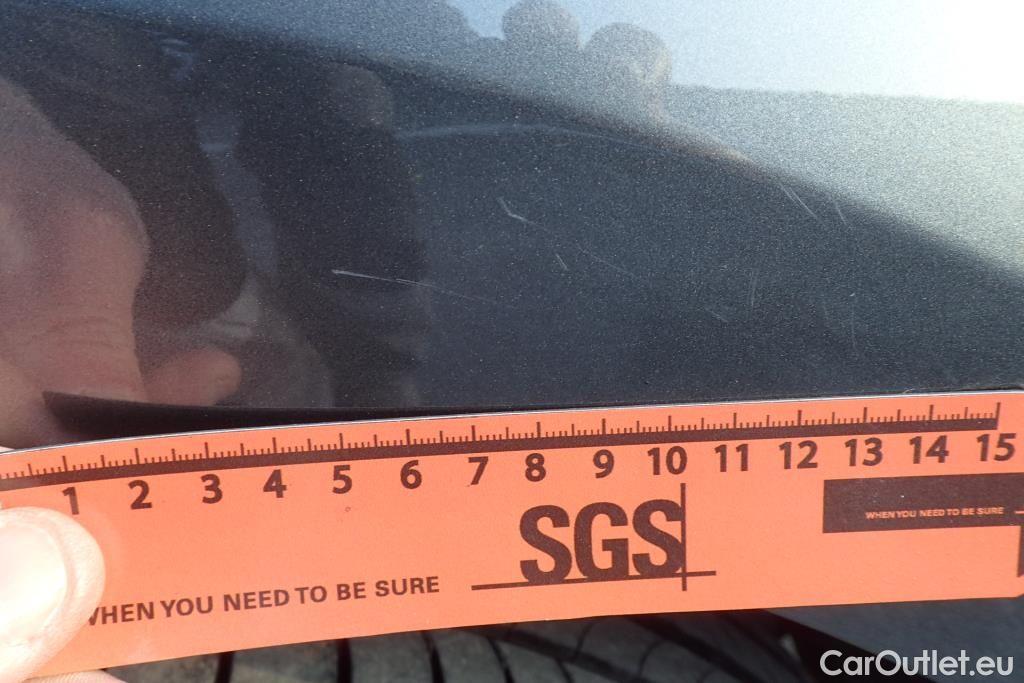 1 2 3 4 5 6 7 8 9 10 11 12 13 14 15
SGS
WHEN YOU NEED TO BE SURE
WHEN YOU NEED TO BE SURE
CarOutlet.eu